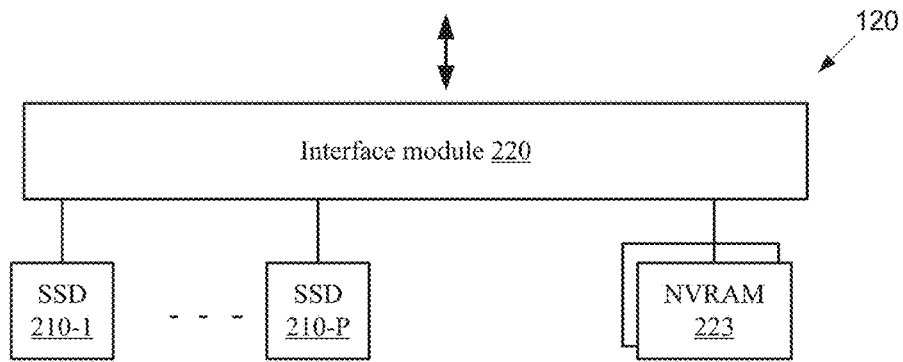 120
Interface module 220
SSD
210-1
- - -
SSD
210-P
NVRAM
223